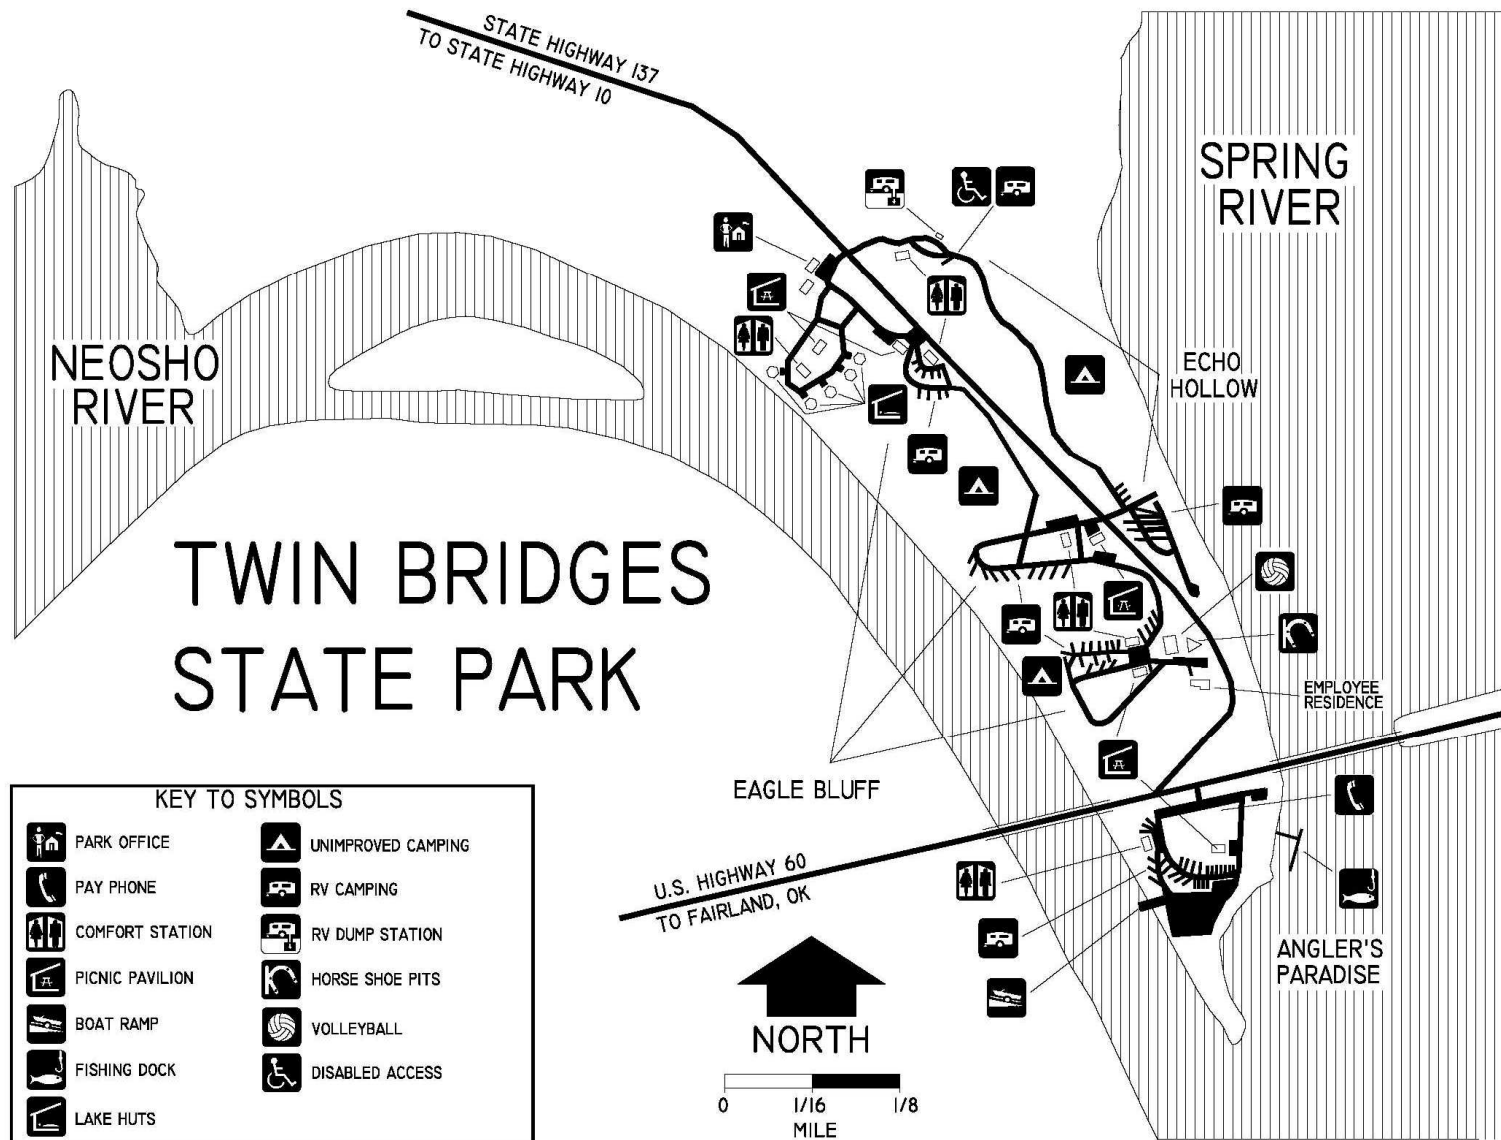 STATE HIGHWAY 137
TO STATE HIGHWAY 10
SPRING
RIVER
NEOSHO
RIVER
ECHO
HOLLOW
TWIN BRIDGES
STATE PARK
EMPLOYEE
RESIDENCE
EAGLE BLUFF
U.S. HIGHWAY 60
TO FAIRLAND, OK
ANGLER'S
PARADISE
KEY TO SYMBOLS
PARK OFFICE
PAY PHONE
COMFORT STATION
PICNIC PAVILION
BOAT RAMP
FISHING DOCK
LAKE HUTS
UNIMPROVED CAMPING
RV CAMPING
RV DUMP STATION
HORSE SHOE PITS
VOLLEYBALL
DISABLED ACCESS
NORTH
0 1/16 1/8
MILE